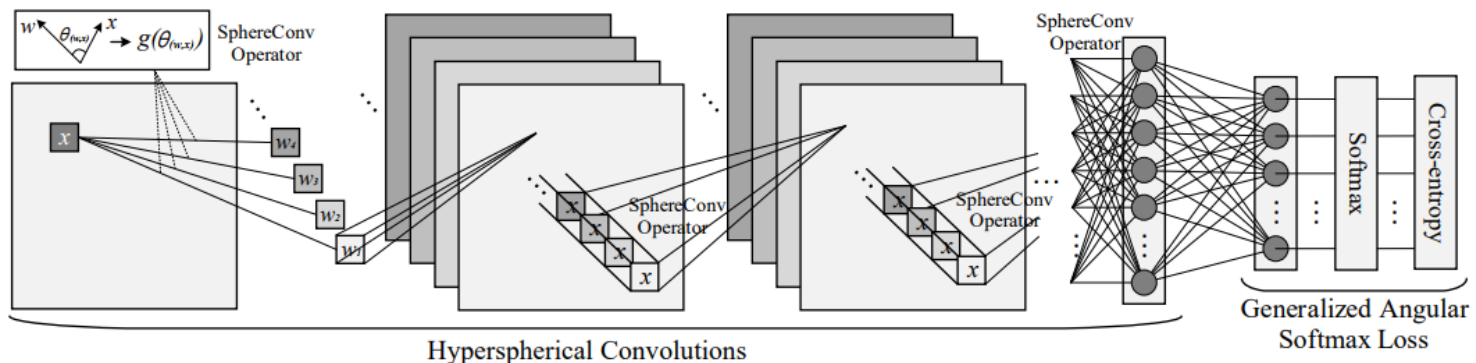 w θ(w,x) x → g(θ(w,x))
SphereConv
Operator
x
w4
w3
w2
w1
x
x
x
x
SphereConv
Operator
x
x
x
x
SphereConv
Operator
SphereConv
Operator
Softmax
Cross-entropy
Hyperspherical Convolutions
Generalized Angular
Softmax Loss